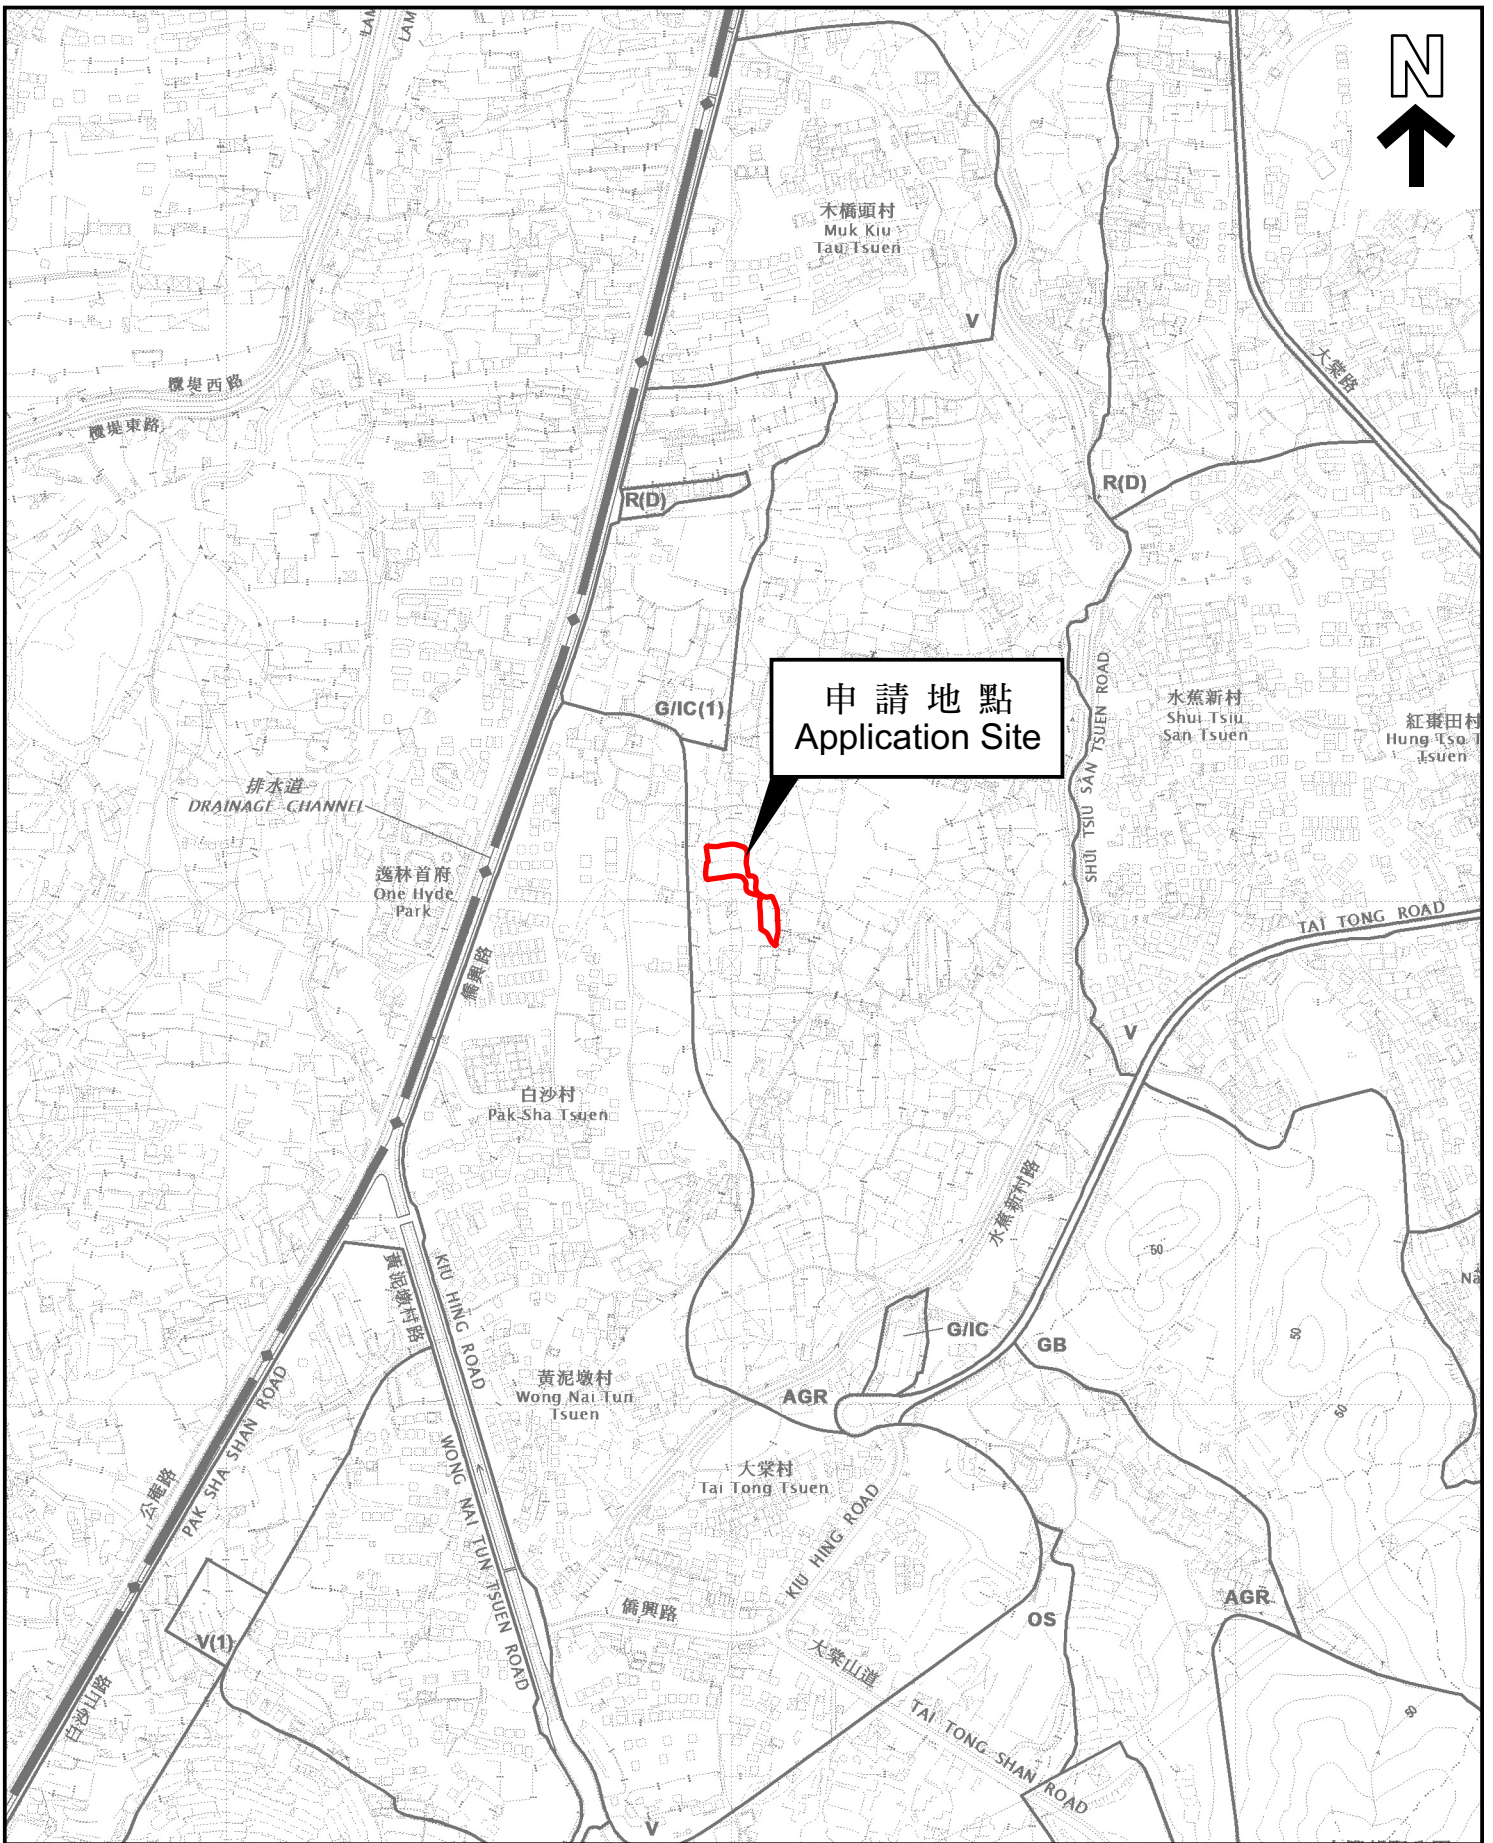 LAM
LAM
N
木橋頭村
Muk Kiu
Tau Tsuen
V
大棠路
欖堤西路
欖堤東路
R(D)
R(D)
申請地點
Application Site
G/IC(1)
SHUI TSIU SAN TSUEN ROAD
水蕉新村
Shui Tsiu
San Tsuen
紅棗田村
Hung Tso T
Tsuen
排水道
DRAINAGE CHANNEL
逸林首府
One Hyde
Park
僑興路
TAI TONG ROAD
V
白沙村
Pak Sha Tsuen
水蕉新村路
50
黃泥墩村路
KIU HING ROAD
Na
G/IC
GB
50
黃泥墩村
Wong Nai Tun
Tsuen
AGR
50
PAK SHA SHAN ROAD
公庵路
WONG NAI TUN TSUEN ROAD
大棠村
Tai Tong Tsuen
KIU HING ROAD
僑興路
OS
AGR
V(1)
大棠山道
白沙山路
TAI TONG SHAN ROAD
50
V